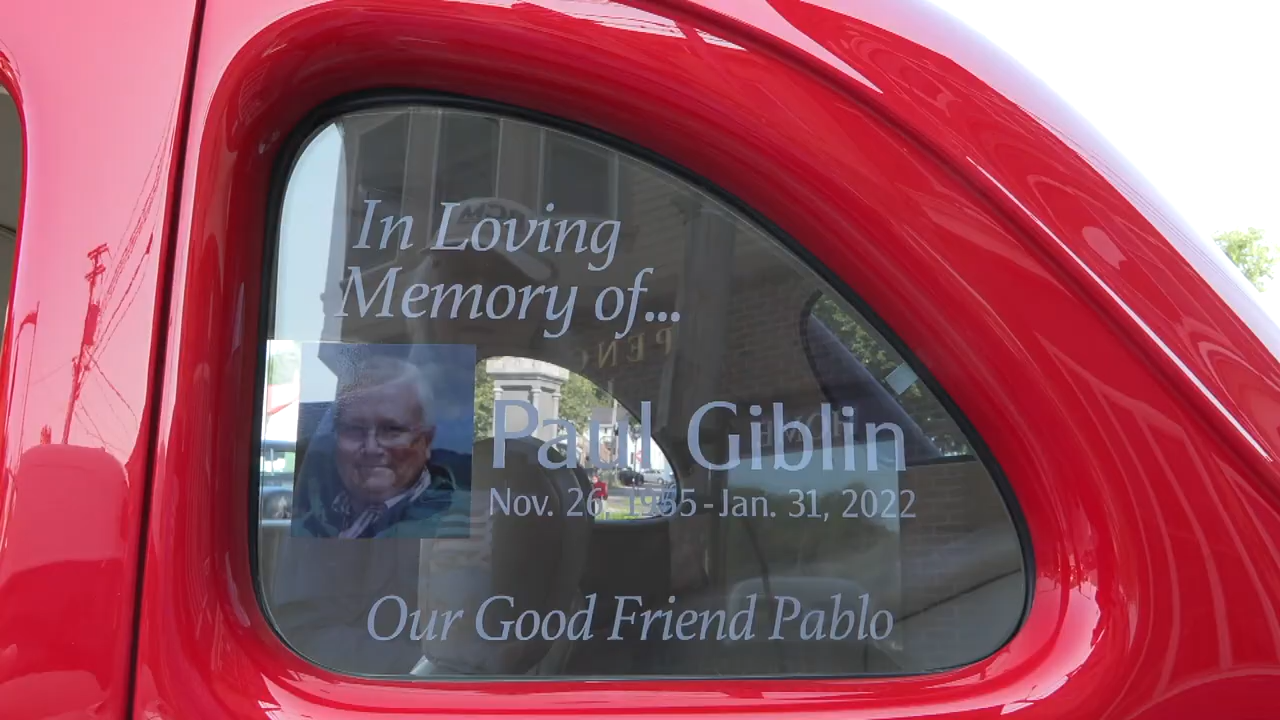 In Loving
Memory of...
Paul Giblin
Nov. 26, 1955-Jan. 31, 2022
Our Good Friend Pablo